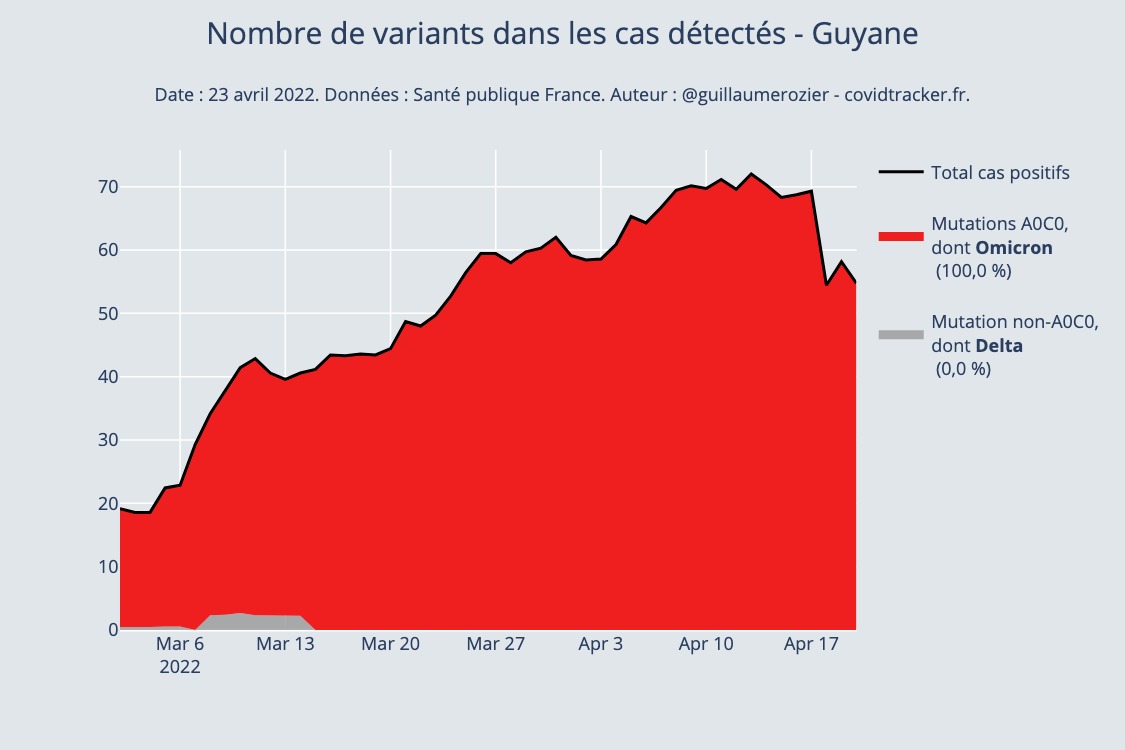 Nombre de variants dans les cas détectés - Guyane
Date : 23 avril 2022. Données : Santé publique France. Auteur : @guillaumerozier - covidtracker.fr.
70
60
50
40
30
20
10
0
Mar 6
2022
Mar 13
Mar 20
Mar 27
Apr 3
Apr 10
Apr 17
Total cas positifs
Mutations A0C0,
dont Omicron
(100,0 %)
Mutation non-A0C0,
dont Delta
(0,0 %)